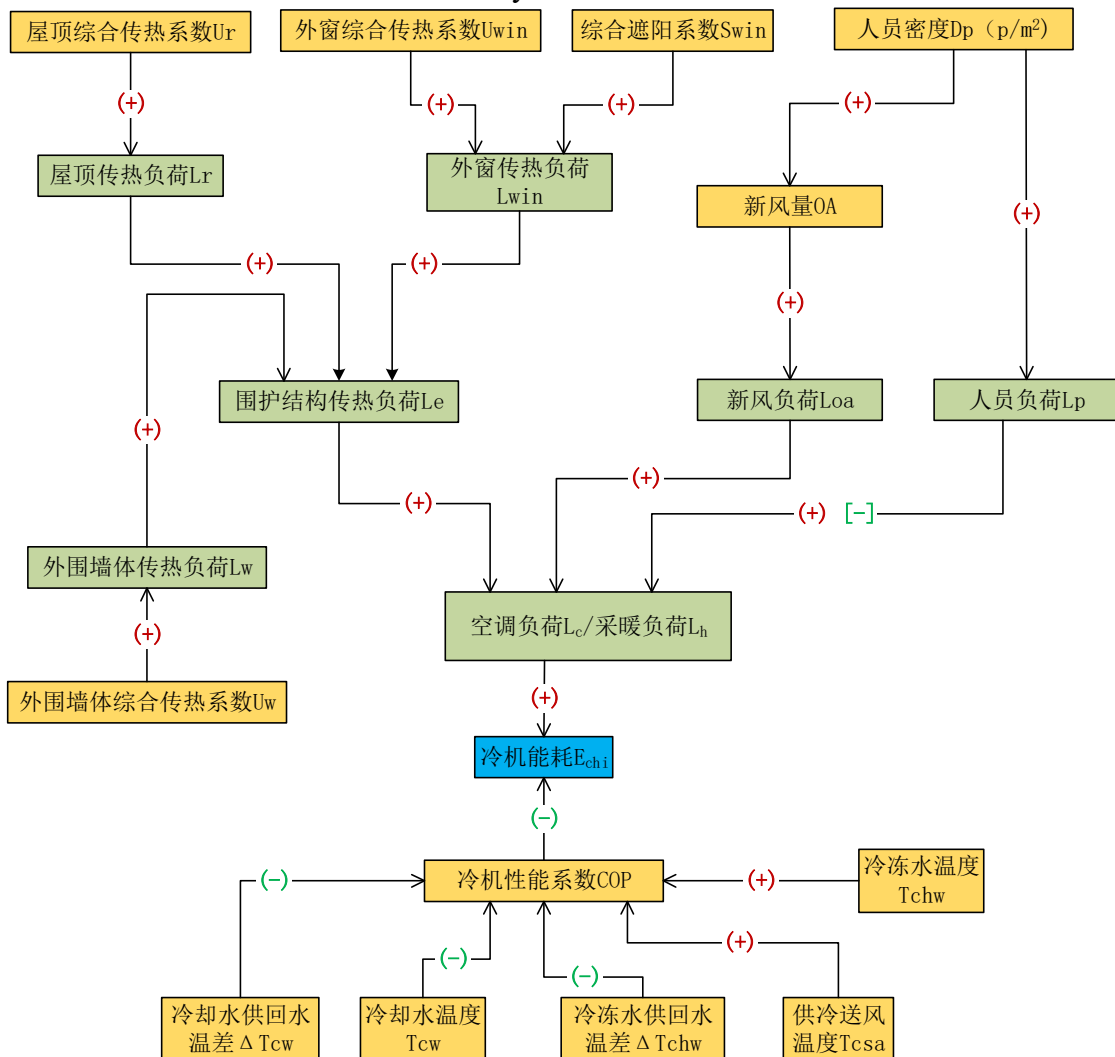 y
屋顶综合传热系数Ur
外窗综合传热系数Uwin
综合遮阳系数Swin
人员密度Dp（p/m²)
(+)
(+)
(+)
(+)
屋顶传热负荷Lr
外窗传热负荷
Lwin
新风量OA
(+)
(+)
(+)
(+)
围护结构传热负荷Le
新风负荷Loa
人员负荷Lp
(+)
(+)
(+)
(+) [-]
外围墙体传热负荷Lw
空调负荷Lc/采暖负荷Lh
(+)
外围墙体综合传热系数Uw
(+)
冷机能耗Echi
(-)
冷机性能系数COP
(-)
(+)
冷冻水温度
Tchw
(-)
(-)
(+)
冷却水供回水
温差ΔTcw
冷却水温度
Tcw
冷冻水供回水
温差ΔTchw
供冷送风
温度Tcsa